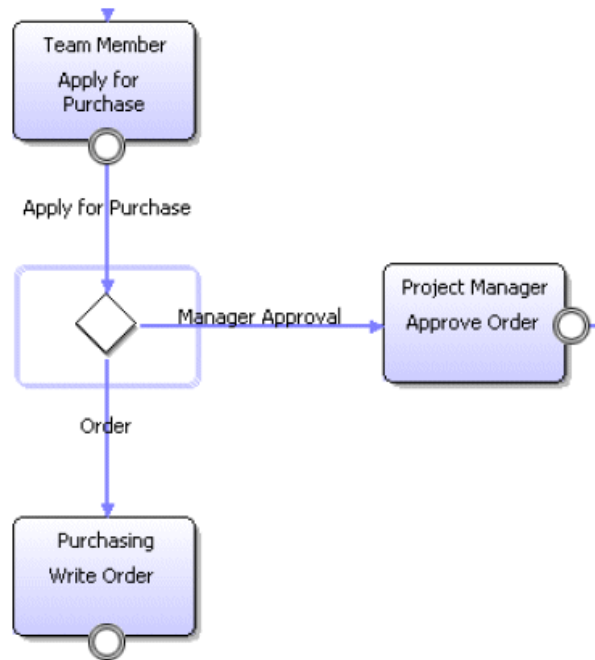 Team Member
Apply for
Purchase
Apply for Purchase
Manager Approval
Project Manager
Approve Order
Order
Purchasing
Write Order